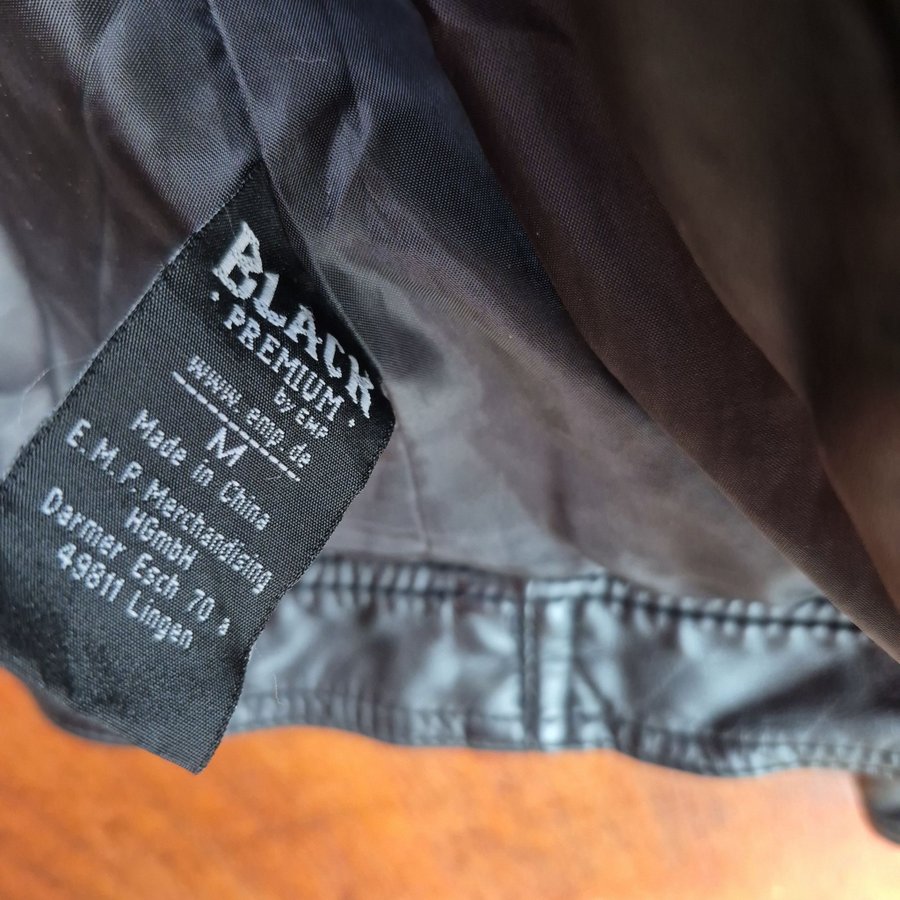 BLACK
· PREMIUM ·
by EMP
www.emp.de
M
Made in China
E.M.P. Merchandising
HGmbH
Darmer Esch 70 a
49811 Lingen